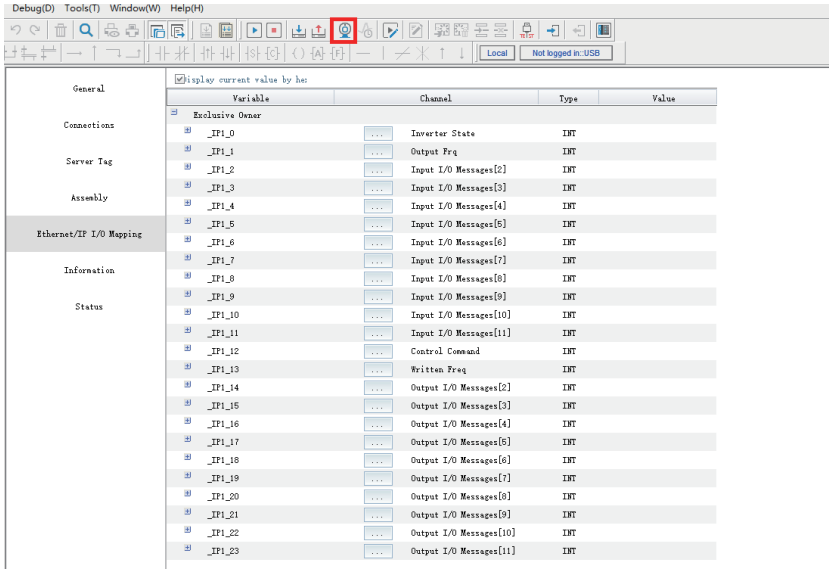 Debug(D) Tools(T) Window(W) Help(H)
TEST
S C A F
Local Not logged in::USB
General
Connections
Server Tag
Assembly
Ethernet/IP I/O Mapping
Information
Status
isplay current value by he:
Variable Channel Type Value
Exclusive Owner
_IP1_0 ... Inverter State INT
_IP1_1 ... Output Frq INT
_IP1_2 ... Input I/O Messages[2] INT
_IP1_3 ... Input I/O Messages[3] INT
_IP1_4 ... Input I/O Messages[4] INT
_IP1_5 ... Input I/O Messages[5] INT
_IP1_6 ... Input I/O Messages[6] INT
_IP1_7 ... Input I/O Messages[7] INT
_IP1_8 ... Input I/O Messages[8] INT
_IP1_9 ... Input I/O Messages[9] INT
_IP1_10 ... Input I/O Messages[10] INT
_IP1_11 ... Input I/O Messages[11] INT
_IP1_12 ... Control Command INT
_IP1_13 ... Written Freq INT
_IP1_14 ... Output I/O Messages[2] INT
_IP1_15 ... Output I/O Messages[3] INT
_IP1_16 ... Output I/O Messages[4] INT
_IP1_17 ... Output I/O Messages[5] INT
_IP1_18 ... Output I/O Messages[6] INT
_IP1_19 ... Output I/O Messages[7] INT
_IP1_20 ... Output I/O Messages[8] INT
_IP1_21 ... Output I/O Messages[9] INT
_IP1_22 ... Output I/O Messages[10] INT
_IP1_23 ... Output I/O Messages[11] INT